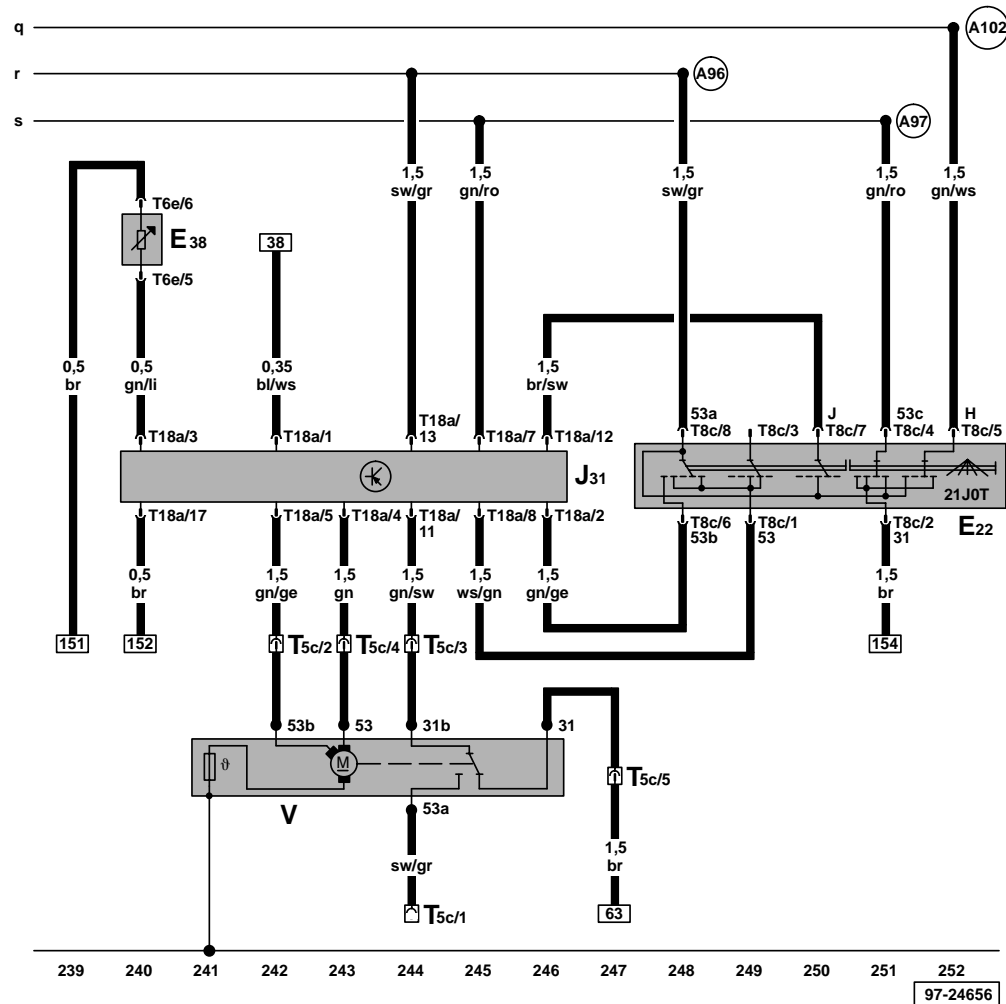 q
A102
r
A96
s
A97
1,5
sw/gr
1,5
gn/ro
1,5
sw/gr
1,5
gn/ro
1,5
gn/ws
T6e/6
E38
T6e/5
38
0,5
br
0,5
gn/li
0,35
bl/ws
1,5
br/sw
T18a/3
T18a/1
T18a/
13
T18a/7
T18a/12
53a
T8c/8
T8c/3
J
T8c/7
53c
T8c/4
H
T8c/5
J31
21J0T
E22
T18a/17
T18a/5
T18a/4
T18a/
11
T18a/8
T18a/2
T8c/6
53b
T8c/1
53
T8c/2
31
0,5
br
1,5
gn/ge
1,5
gn
1,5
gn/sw
1,5
ws/gn
1,5
gn/ge
1,5
br
151
152
T5c/2
T5c/4
T5c/3
154
53b
53
31b
31
ϑ
M
T5c/5
V
53a
sw/gr
1,5
br
T5c/1
63
239 240 241 242 243 244 245 246 247 248 249 250 251 252
97-24656